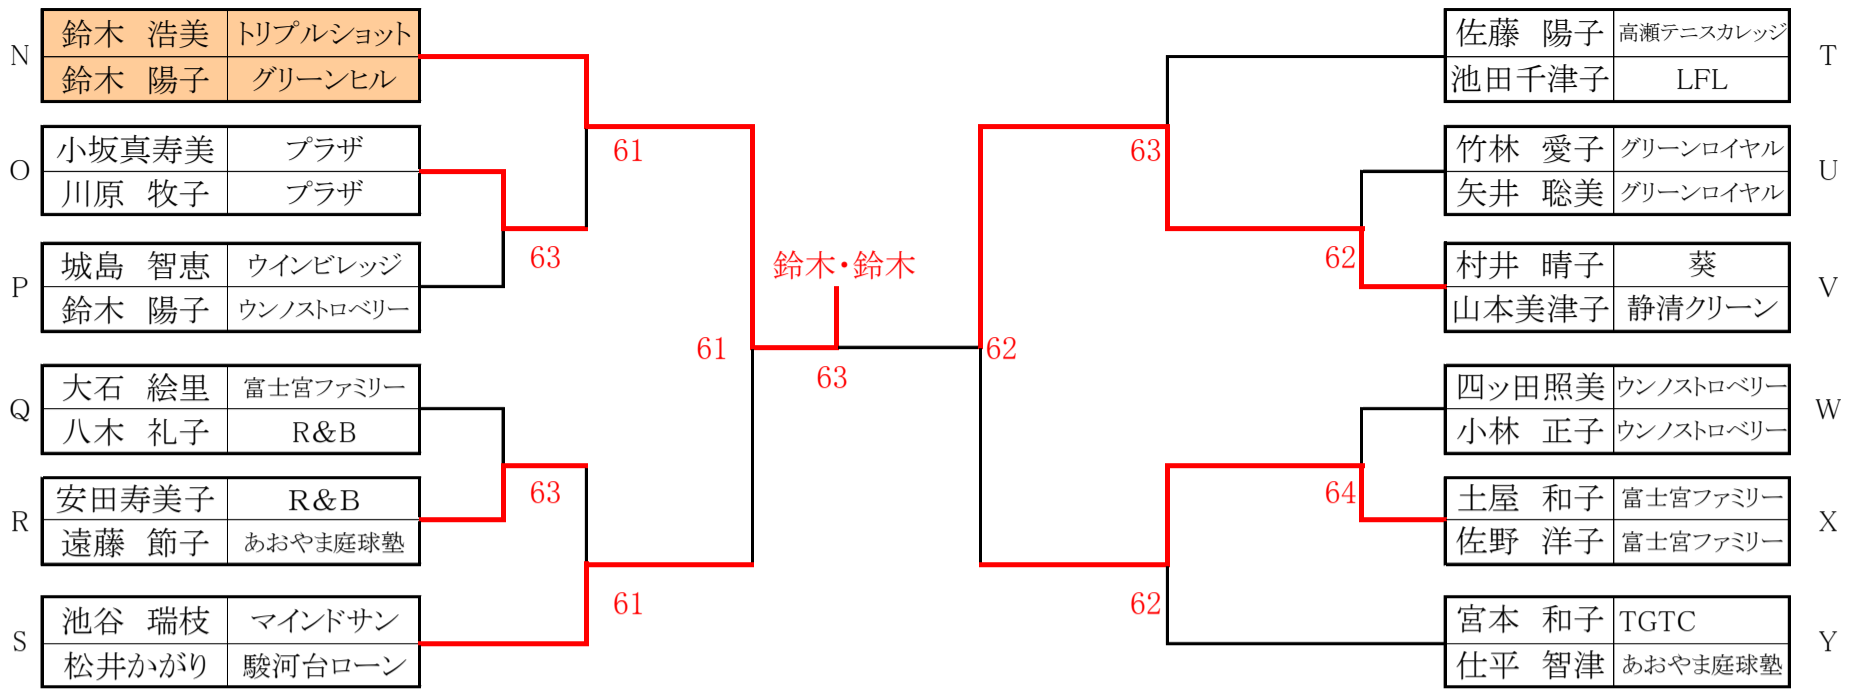 N
鈴木　浩美 トリプルショット
鈴木　陽子 グリーンヒル
O
小坂真寿美 プラザ
川原　牧子 プラザ
P
城島　智恵 ウインビレッジ
鈴木　陽子 ウンノストロベリー
Q
大石　絵里 富士宮ファミリー
八木　礼子 R&B
R
安田寿美子 R&B
遠藤　節子 あおやま庭球塾
S
池谷　瑞枝 マインドサン
松井かがり 駿河台ローン
61
63
63
61
61
鈴木・鈴木
63
62
63
62
64
62
佐藤　陽子 高瀬テニスカレッジ
池田千津子 LFL
T
竹林　愛子 グリーンロイヤル
矢井　聡美 グリーンロイヤル
U
村井　晴子 葵
山本美津子 静清クリーン
V
四ッ田照美 ウンノストロベリー
小林　正子 ウンノストロベリー
W
土屋　和子 富士宮ファミリー
佐野　洋子 富士宮ファミリー
X
宮本　和子 TGTC
仕平　智津 あおやま庭球塾
Y